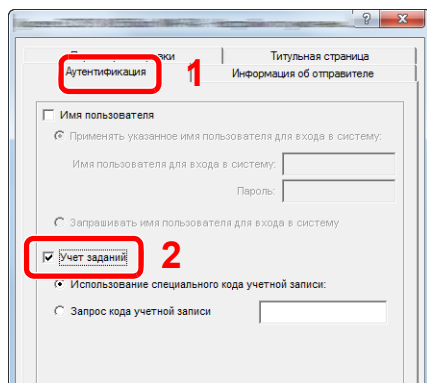 вки
Титульная страница
Аутентификация
1
Информация об отправителе
Имя пользователя
Применять указанное имя пользователя для входа в систему:
Имя пользователя для входа в систему:
Пароль:
Запрашивать имя пользователя для входа в систему
Учет заданий
2
Использование специального кода учетной записи:
Запрос кода учетной записи